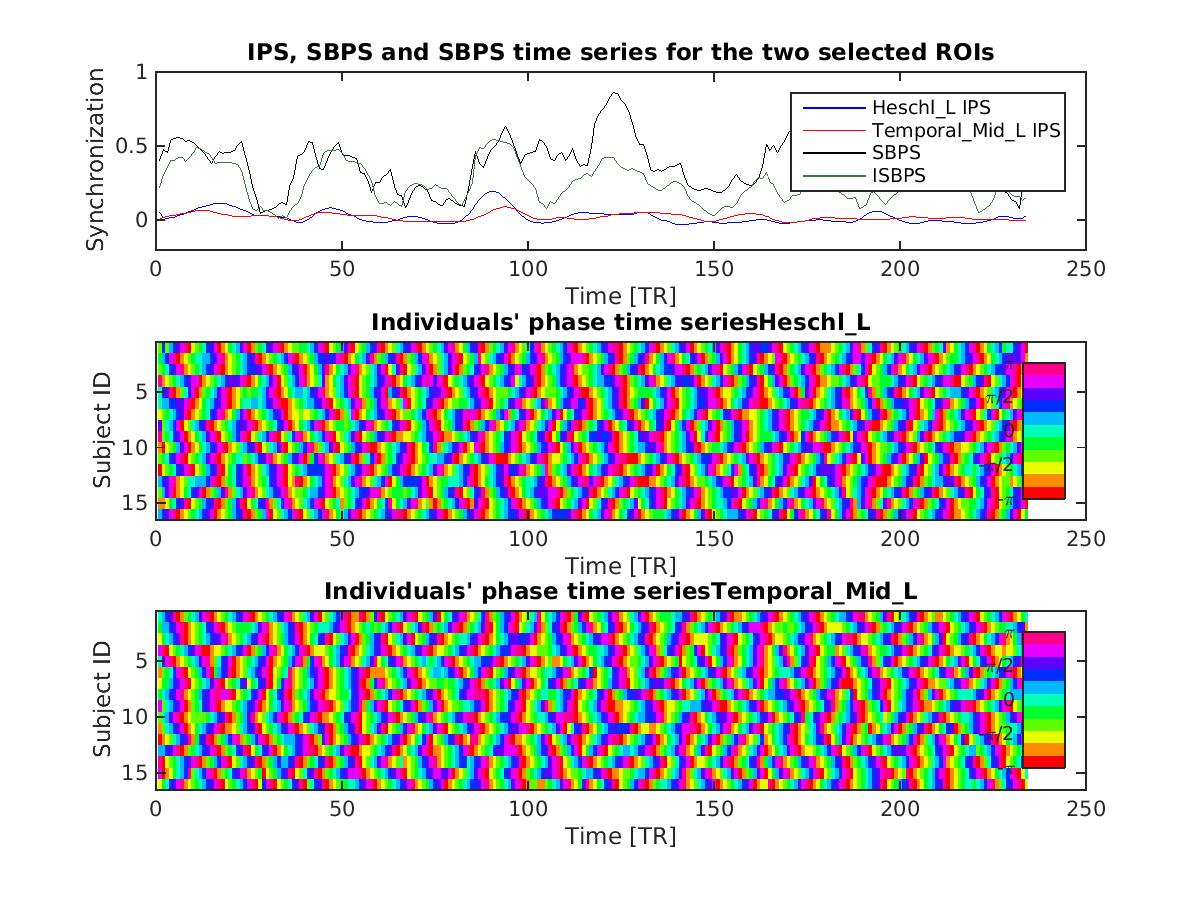 IPS, SBPS and SBPS time series for the two selected ROIs
Synchronization
1
0.5
0
Heschl_L IPS
Temporal_Mid_L IPS
SBPS
ISBPS
0 50 100 150 200 250
Time [TR]
Individuals' phase time seriesHeschl_L
Subject ID
5
10
15
π/2
0
-π/2
-π
0 50 100 150 200 250
Time [TR]
Individuals' phase time seriesTemporal_Mid_L
Subject ID
5
10
15
π
π/2
0
-π/2
0 50 100 150 200 250
Time [TR]